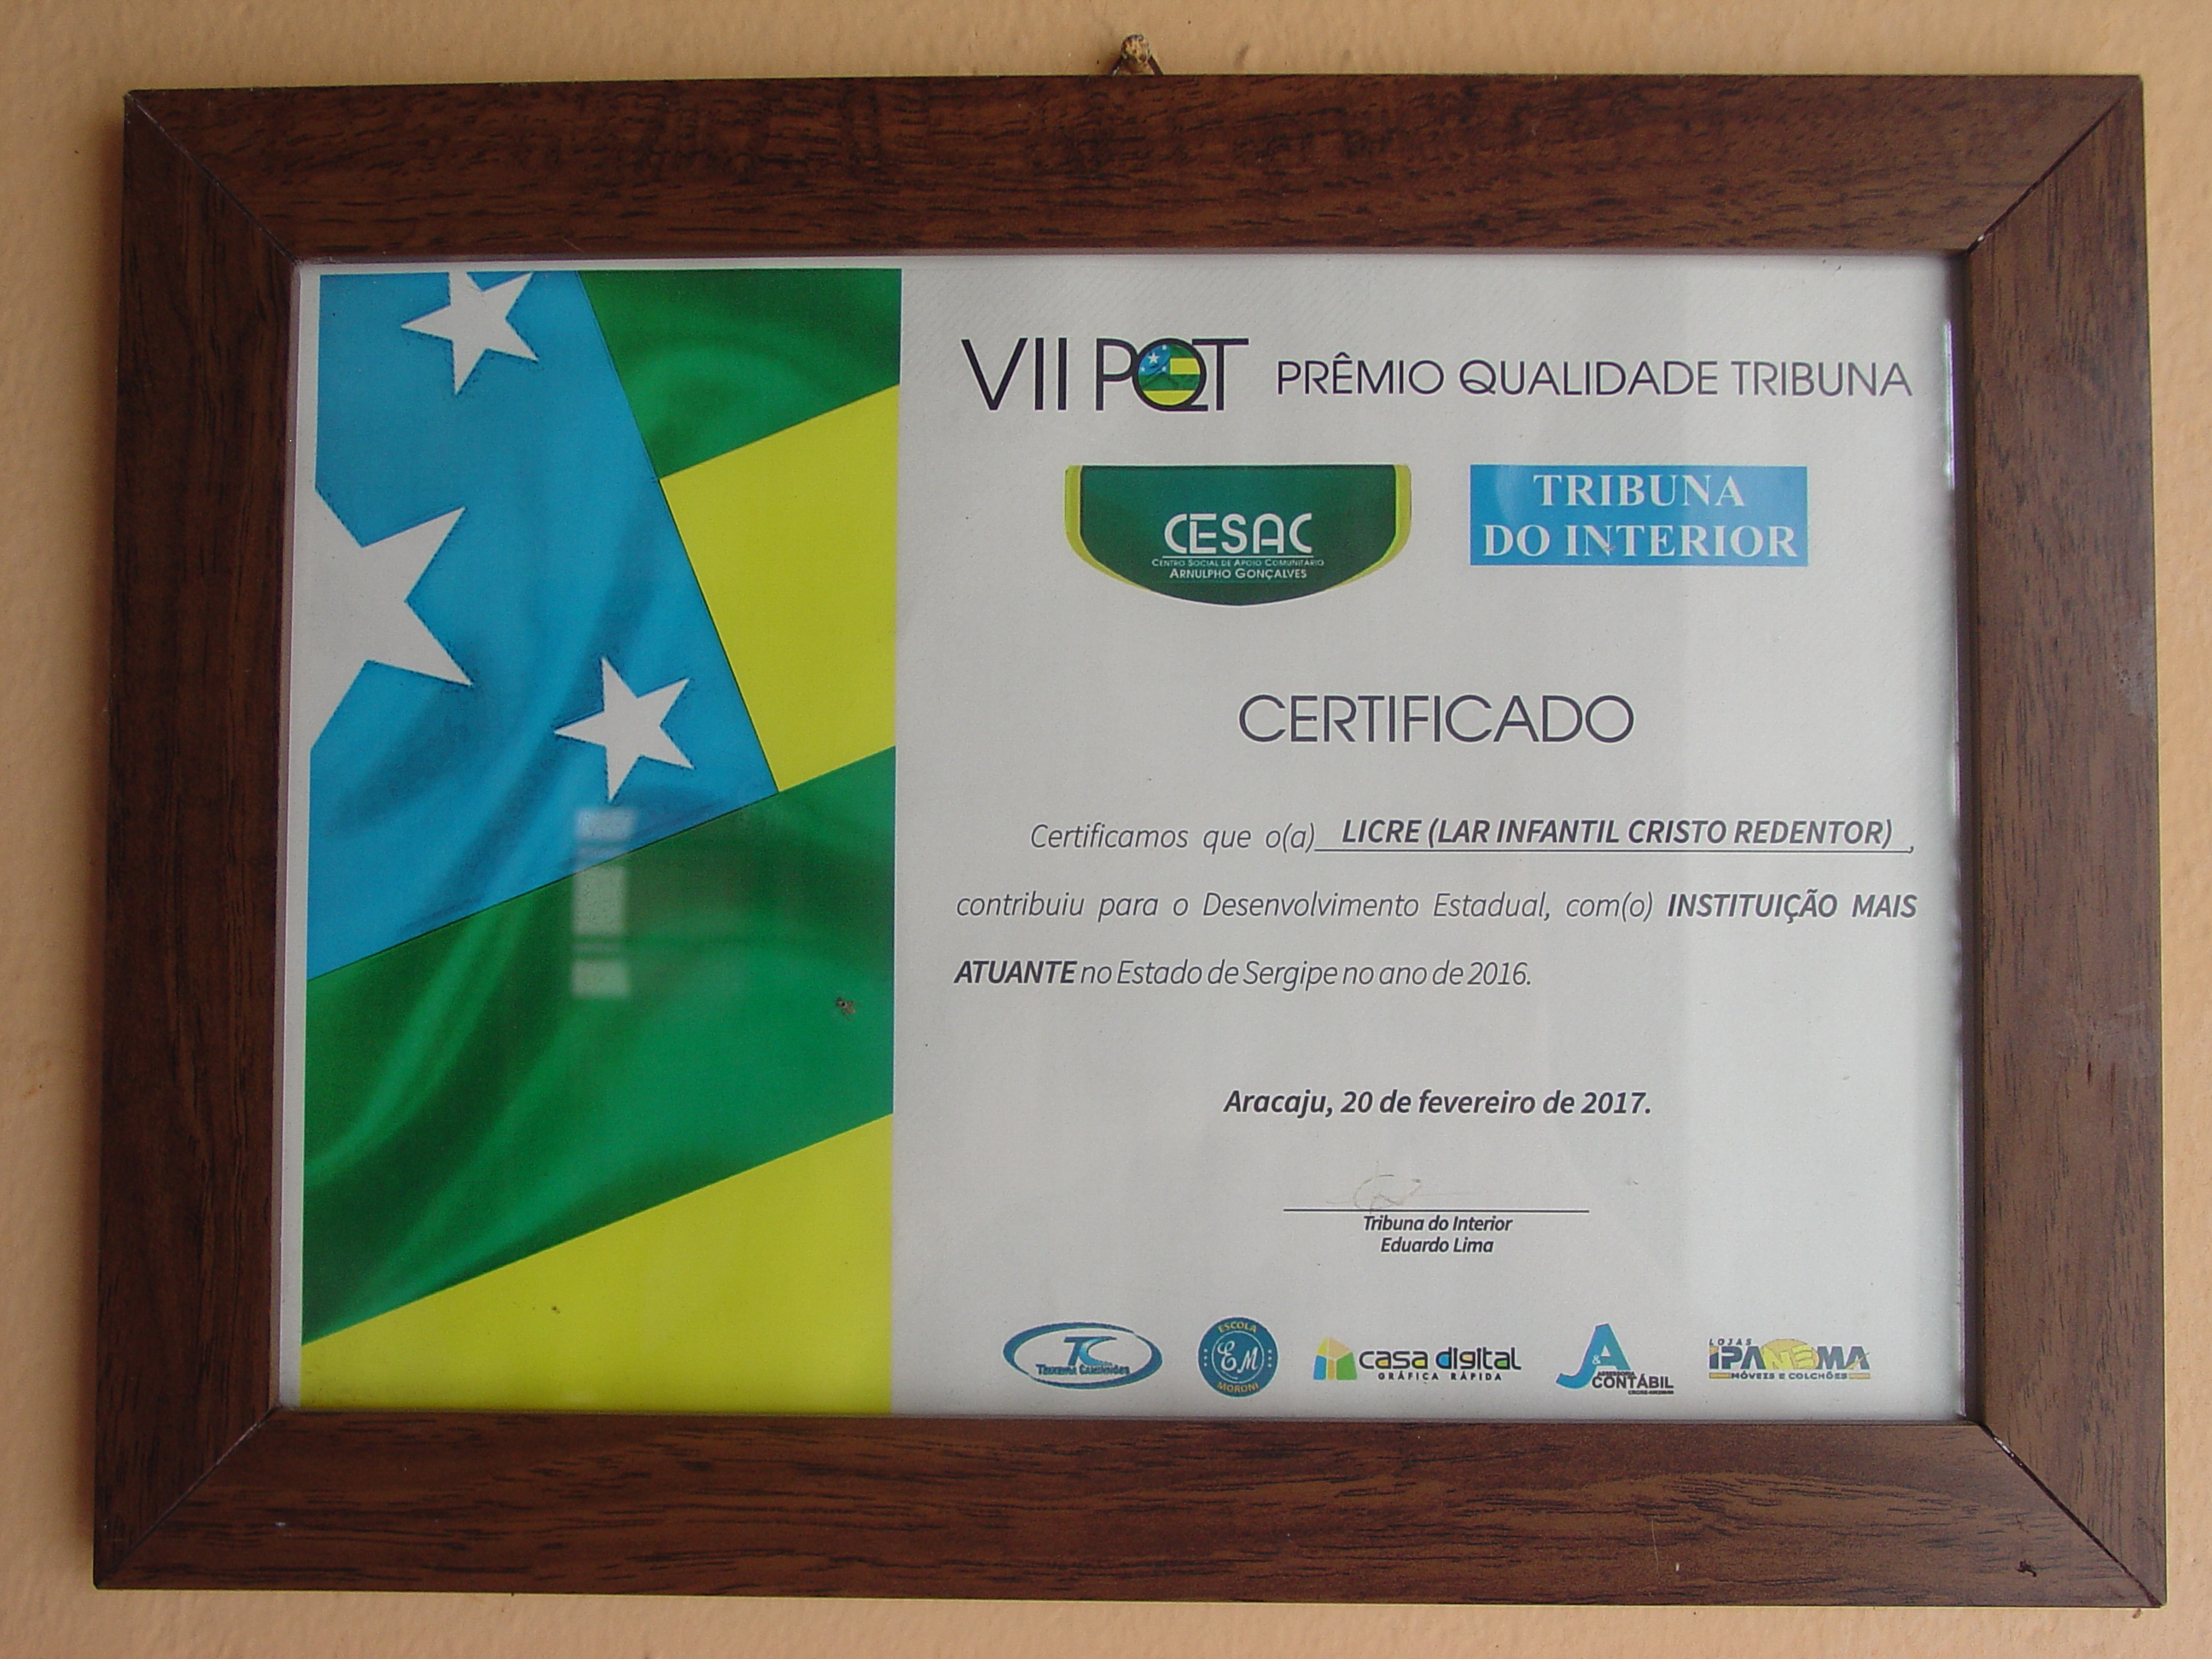 VII PQT PRÊMIO QUALIDADE TRIBUNA
CESAC
CENTRO SOCIAL DE APOIO COMUNITÁRIO
ARNULPHO GONÇALVES
TRIBUNA
DO INTERIOR
CERTIFICADO
Certificamos que o(a) LICRE (LAR INFANTIL CRISTO REDENTOR) ,
contribuiu para o Desenvolvimento Estadual, com(o) INSTITUIÇÃO MAIS
ATUANTE no Estado de Sergipe no ano de 2016.
Aracaju, 20 de fevereiro de 2017.
Tribuna do Interior
Eduardo Lima
TC
ESCOLA
EM
MORONI
casa digital
GRÁFICA RÁPIDA
J&A
ASSESSORIA
CONTÁBIL
LOJAS
IPANEMA
MÓVEIS E COLCHÕES